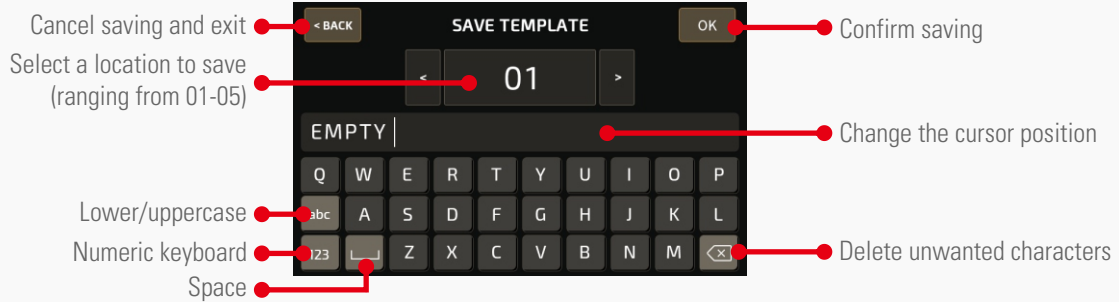 Cancel saving and exit
< BACK
SAVE TEMPLATE
OK
Confirm saving
Select a location to save
(ranging from 01-05)
<
01
>
EMPTY
Change the cursor position
Q W E R T Y U I O P
Lower/uppercase
abc A S D F G H J K L
Numeric keyboard
123 Z X C V B N M
Delete unwanted characters
Space